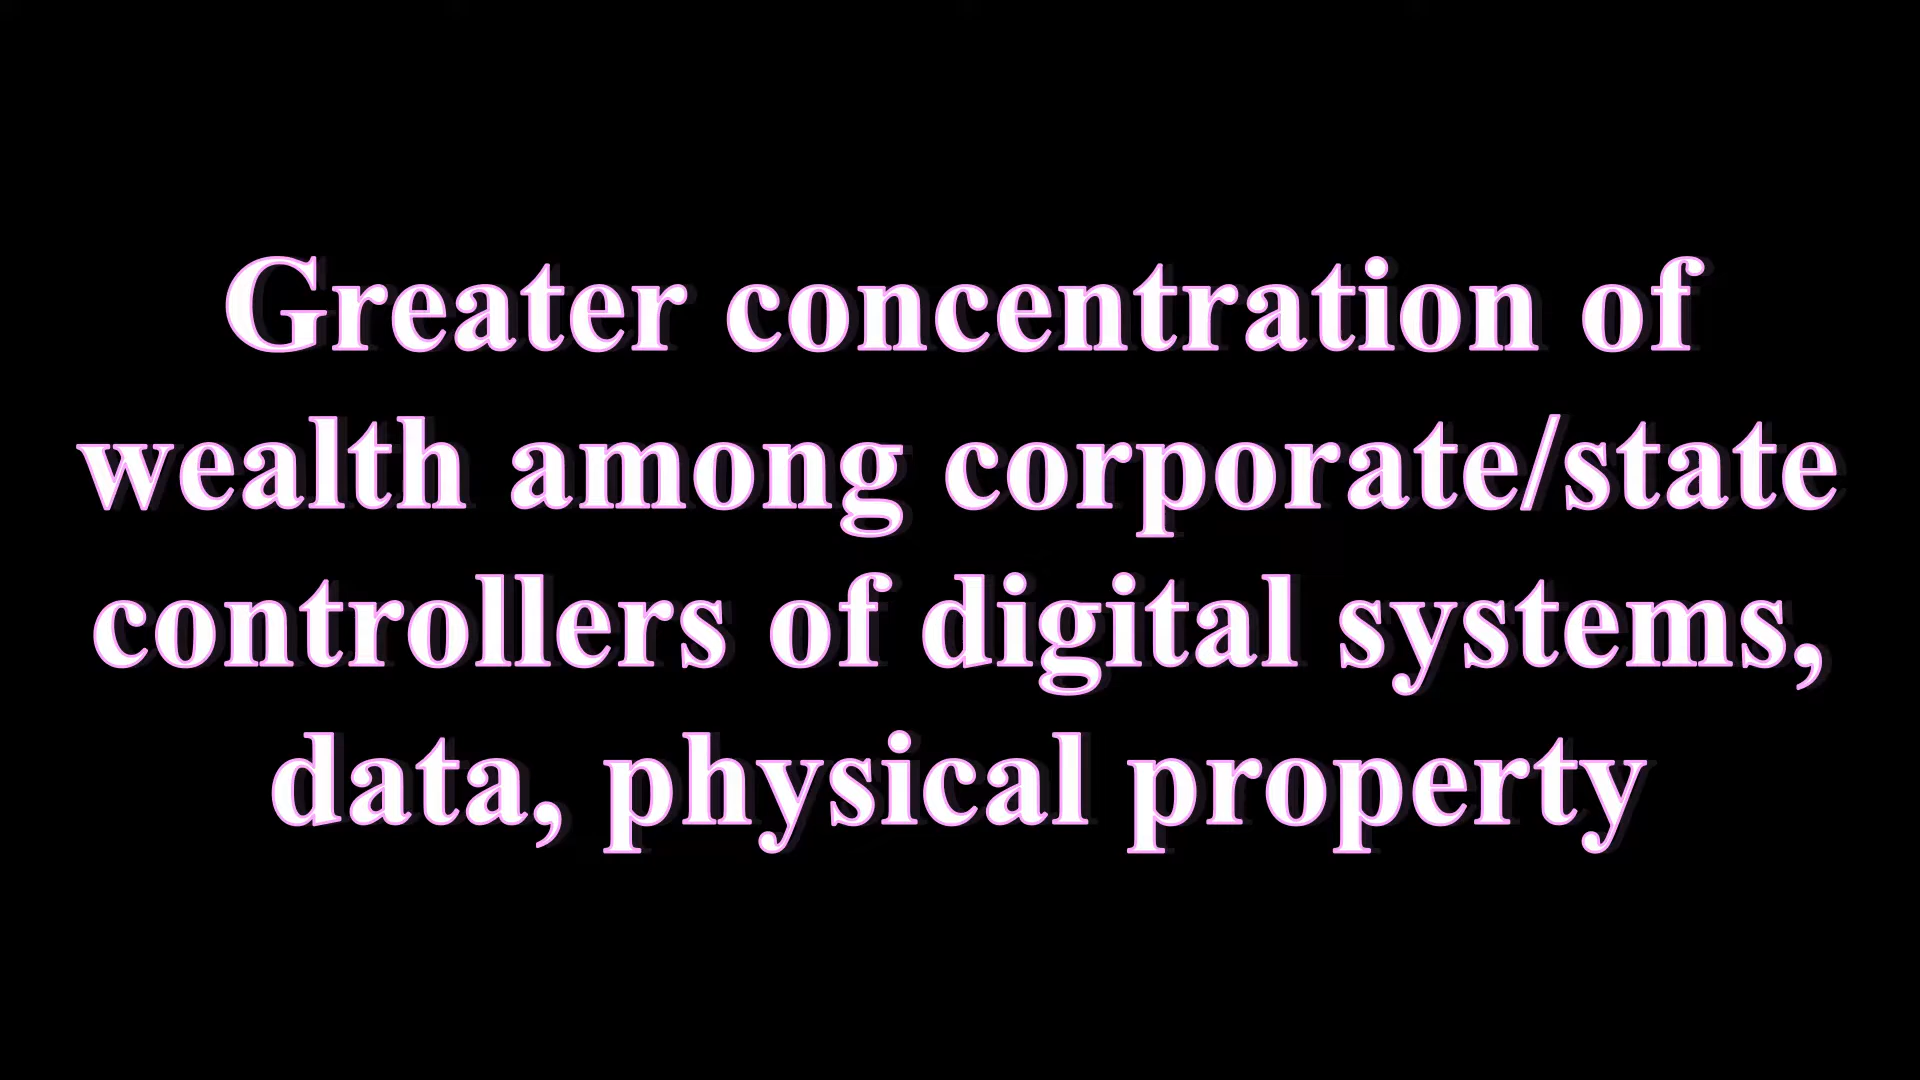 Greater concentration of
wealth among corporate/state
controllers of digital systems,
data, physical property